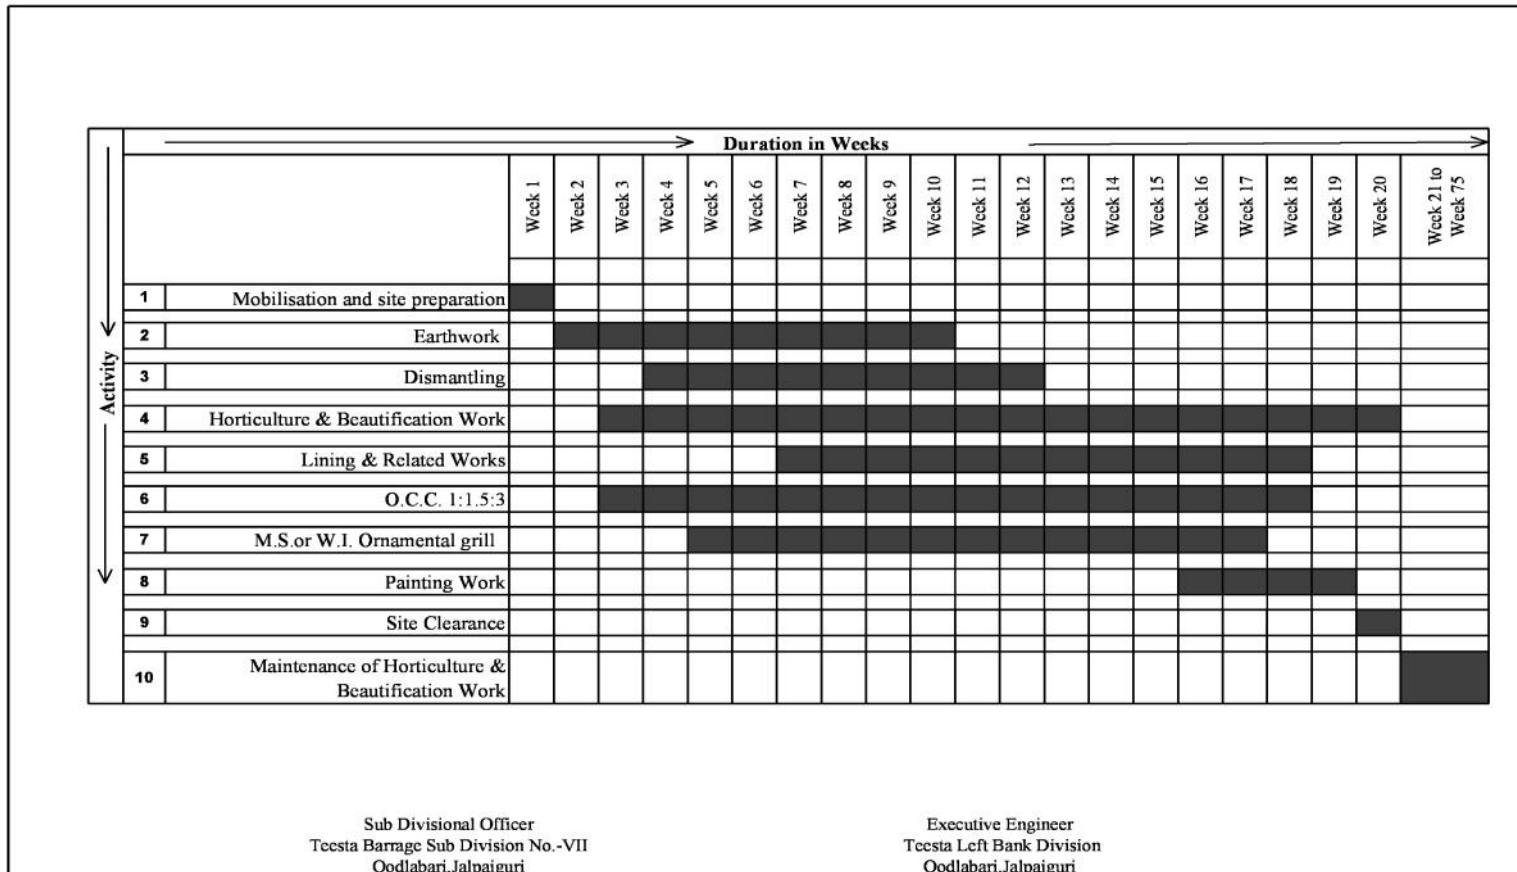 Duration in Weeks
Activity
Week 1
Week 2
Week 3
Week 4
Week 5
Week 6
Week 7
Week 8
Week 9
Week 10
Week 11
Week 12
Week 13
Week 14
Week 15
Week 16
Week 17
Week 18
Week 19
Week 20
Week 21 to
Week 75
1 Mobilisation and site preparation
2 Earthwork
3 Dismantling
4 Horticulture & Beautification Work
5 Lining & Related Works
6 O.C.C. 1:1.5:3
7 M.S.or W.I. Ornamental grill
8 Painting Work
9 Site Clearance
10 Maintenance of Horticulture &
Beautification Work
Sub Divisional Officer
Teesta Barrage Sub Division No.-VII
Oodlabari,Jalpaiguri
Executive Engineer
Teesta Left Bank Division
Oodlabari,Jalpaiguri